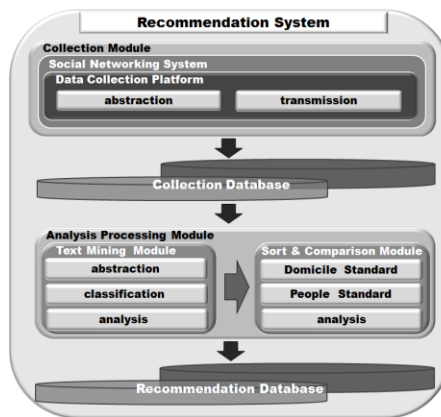 Recommendation System
Collection Module
Social Networking System
Data Collection Platform
abstraction
transmission
Collection Database
Analysis Processing Module
Text Mining Module
abstraction
classification
analysis
Sort & Comparison Module
Domicile Standard
People Standard
analysis
Recommendation Database